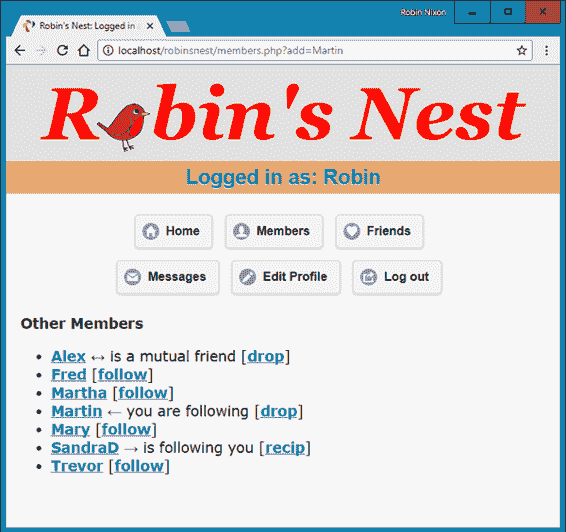 Robin Nixon
Robin's Nest: Logged in
localhost/robinsnest/members.php?add=Martin
Robin's Nest
Logged in as: Robin
Home Members Friends
Messages Edit Profile Log out
Other Members
• Alex ↔ is a mutual friend [drop]
• Fred [follow]
• Martha [follow]
• Martin ← you are following [drop]
• Mary [follow]
• SandraD → is following you [recip]
• Trevor [follow]